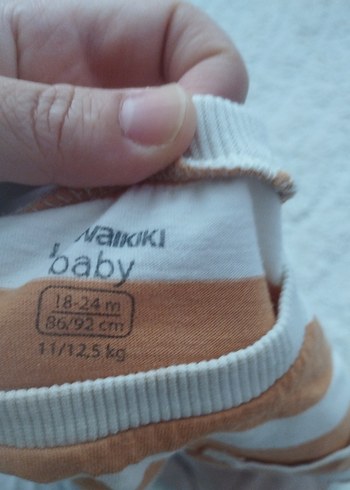 Waikiki
baby
18-24 m
86/92 cm
11/12,5 kg